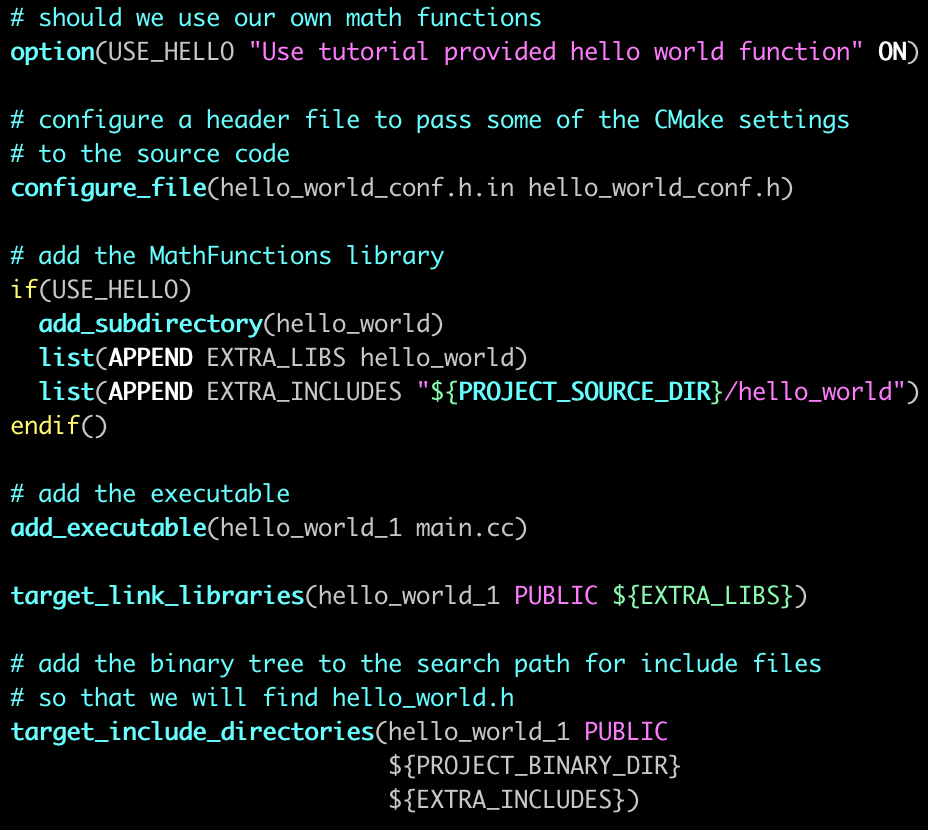 # should we use our own math functions
option(USE_HELLO "Use tutorial provided hello world function" ON)
# configure a header file to pass some of the CMake settings
# to the source code
configure_file(hello_world_conf.h.in hello_world_conf.h)
# add the MathFunctions library
if(USE_HELLO)
  add_subdirectory(hello_world)
  list(APPEND EXTRA_LIBS hello_world)
  list(APPEND EXTRA_INCLUDES "${PROJECT_SOURCE_DIR}/hello_world")
endif()
# add the executable
add_executable(hello_world_1 main.cc)
target_link_libraries(hello_world_1 PUBLIC ${EXTRA_LIBS})
# add the binary tree to the search path for include files
# so that we will find hello_world.h
target_include_directories(hello_world_1 PUBLIC
                           ${PROJECT_BINARY_DIR}
                           ${EXTRA_INCLUDES})